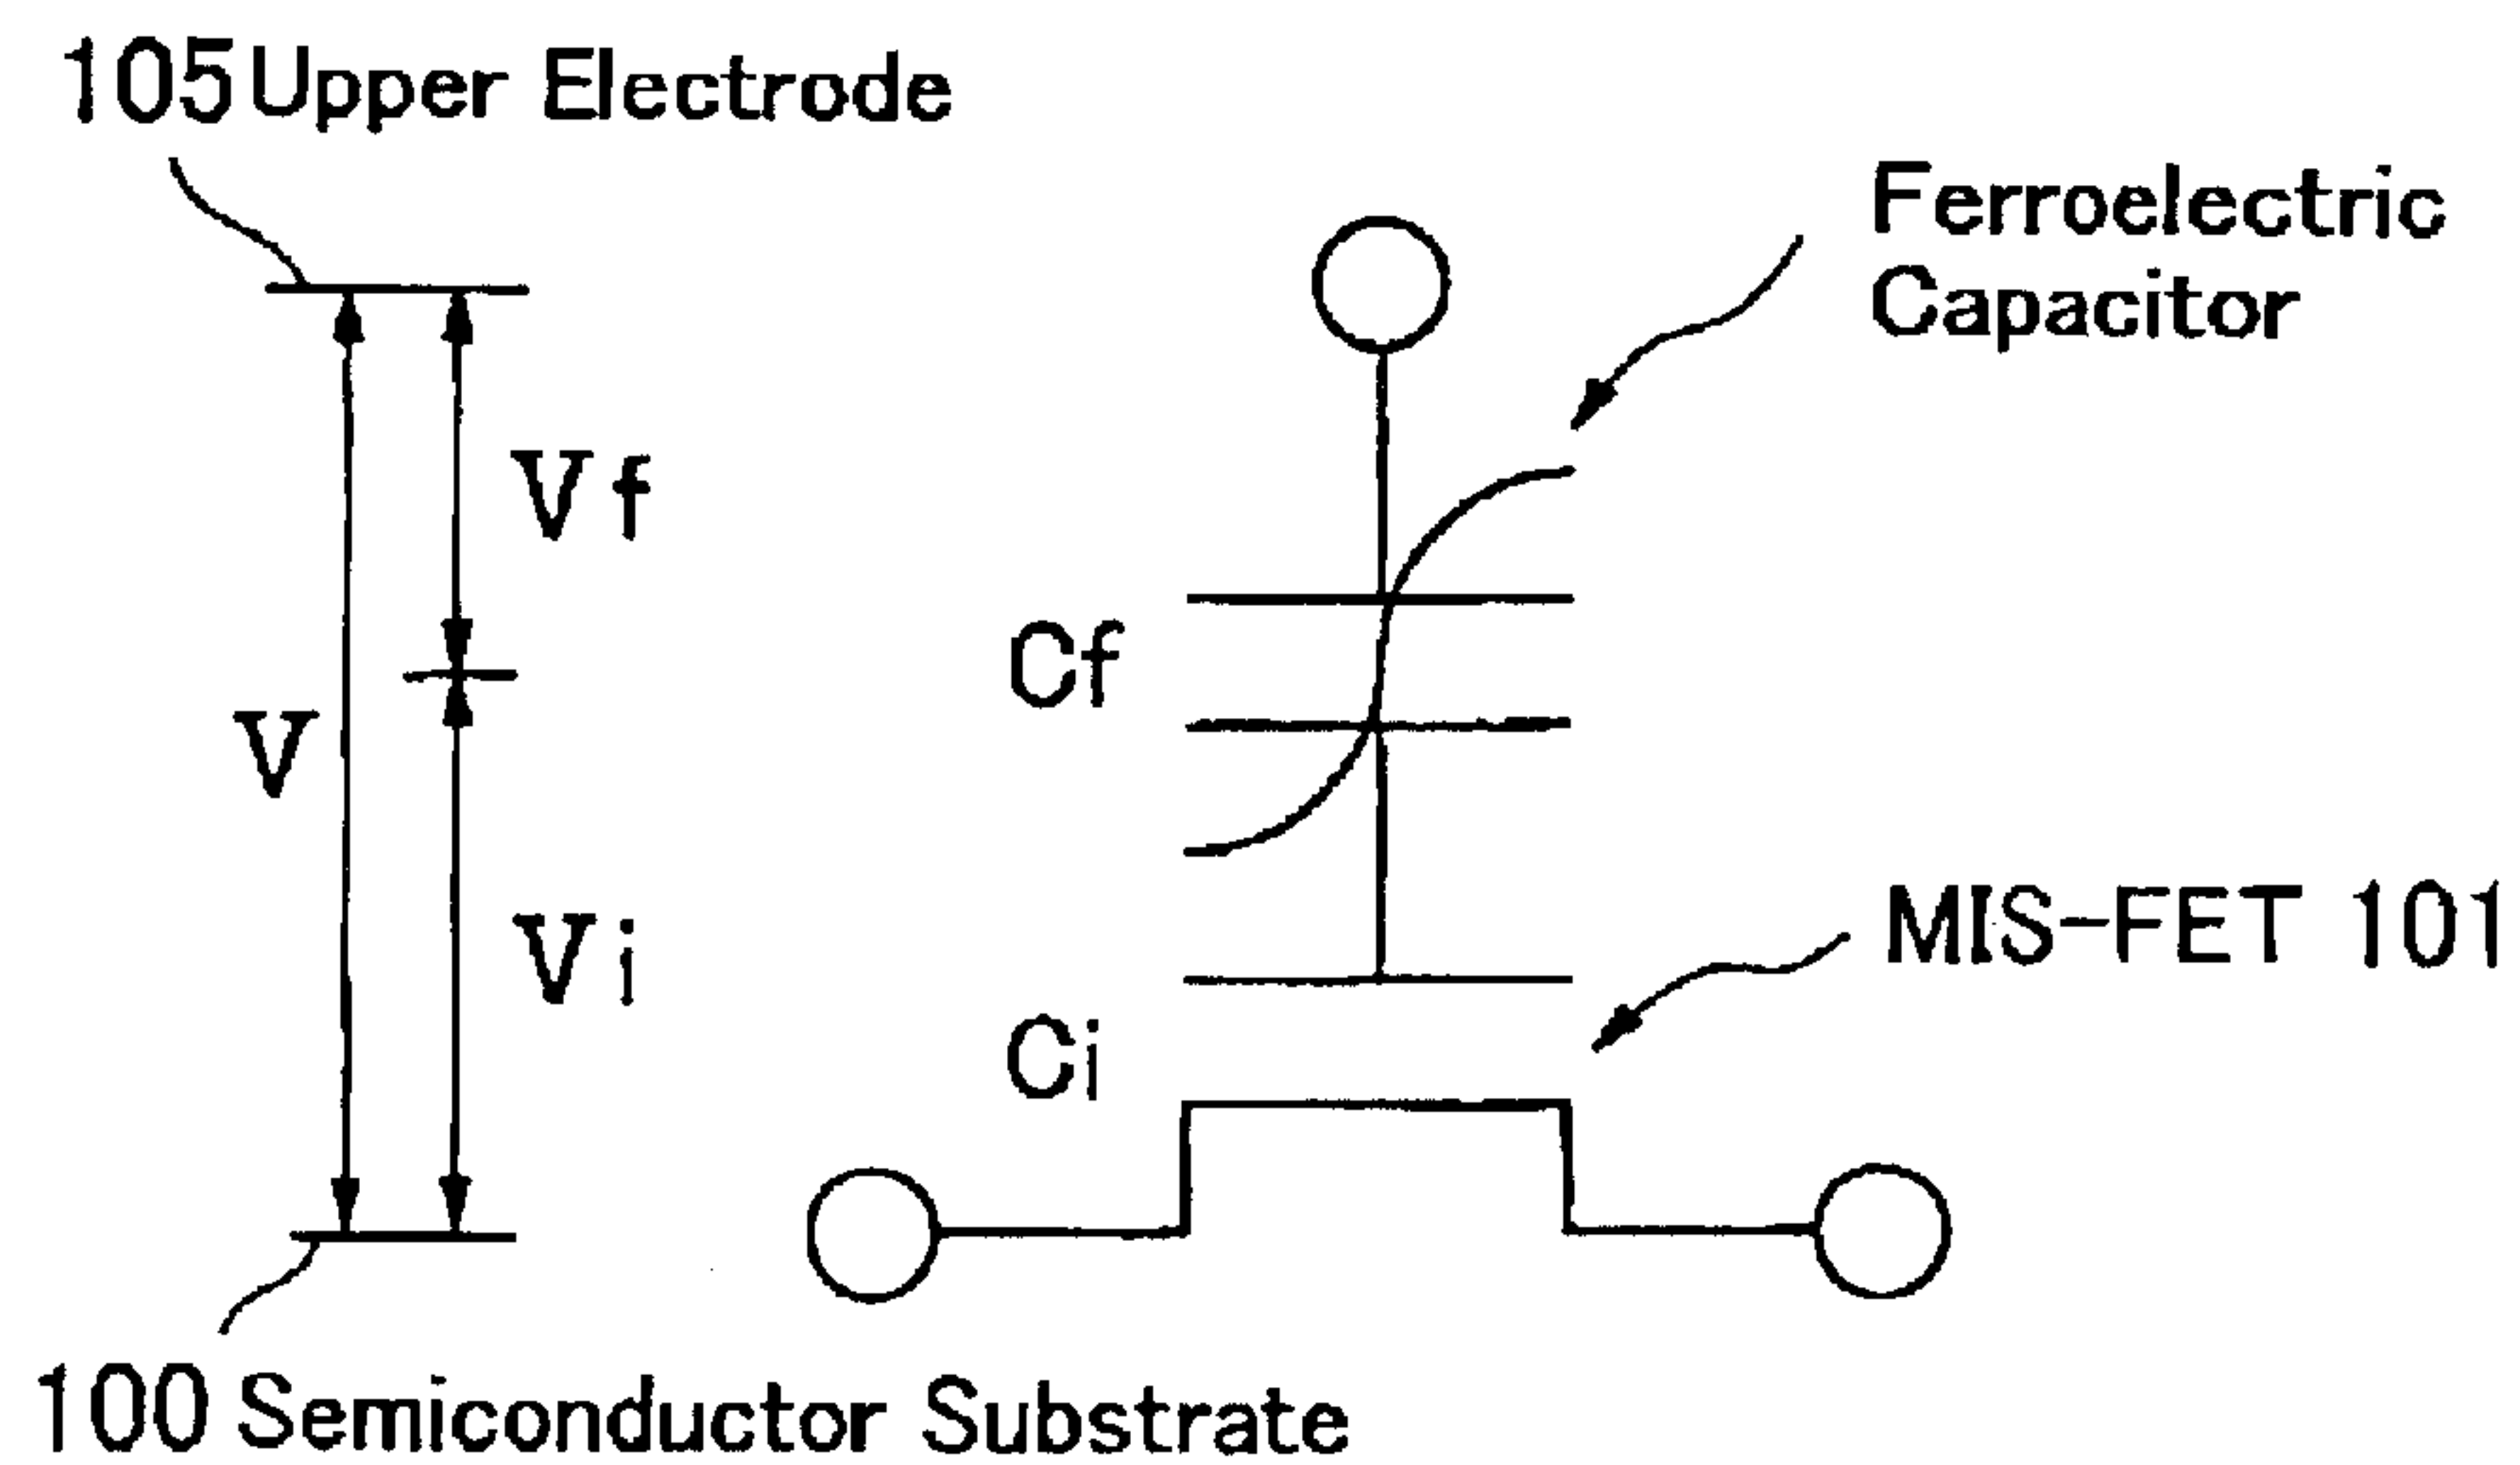 105 Upper Electrode
Ferroelectric
Capacitor
Vf
Cf
V
MIS-FET 101
Vi
Ci
100 Semiconductor Substrate